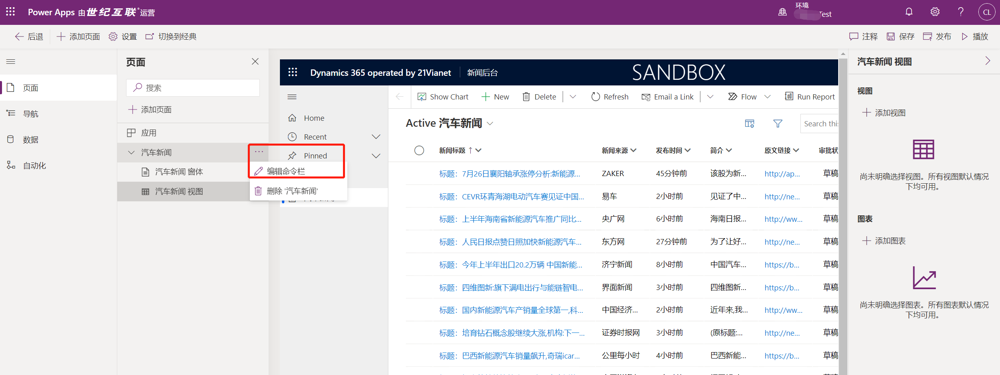 Power Apps 由世纪互联®运营
环境
Test
CL
后退
添加页面
设置
切换到经典
注释
保存
发布
播放
页面
导航
数据
自动化
页面
搜索
添加页面
应用
汽车新闻
···
汽车新闻 窗体
汽车新闻 视图
编辑命令栏
删除 '汽车新闻'
Dynamics 365 operated by 21Vianet
新闻后台
SANDBOX
Home
Recent
Pinned
Show Chart
New
Delete
Refresh
Email a Link
Flow
Run Report
Active 汽车新闻
Search this
新闻标题 ↑ 新闻来源 发布时间 简介 原文链接 审批状
标题：7月26日襄阳轴承涨停分析:新能源... ZAKER 45分钟前 该股为新... http://ap... 草稿
标题：CEVR环青海湖电动汽车赛见证中国... 易车 2小时前 见证了中... http://ne... 草稿
标题：上半年海南省新能源汽车推广同比... 央广网 6小时前 海南日报... http://ww... 草稿
标题：人民日报点赞日照加快新能源汽车... 东方网 27分钟前 为了让好... http://ne... 草稿
标题：今年上半年出口20.2万辆 中国新能... 济宁新闻 8小时前 中国汽车... https://b... 草稿
标题：四维图新:旗下满电出行与能链智电... 界面新闻 3小时前 四维图新... https://b... 草稿
标题：国内新能源汽车产销量全球第一,科... 中国经济... 2小时前 近年来,我... http://ww... 草稿
标题：培育钻石概念股继续大涨,机构:下一... 证券时报网 3小时前 (原标题:... http://ne... 草稿
标题：巴西新能源汽车销量飙升,奇瑞icar... 公里每小时 4小时前 巴西新能... https://b... 草稿
汽车新闻 视图
视图
添加视图
尚未明确选择视图。所有视图默认情况
下均可用。
图表
添加图表
尚未明确选择图表。所有图表默认情况
下均可用。